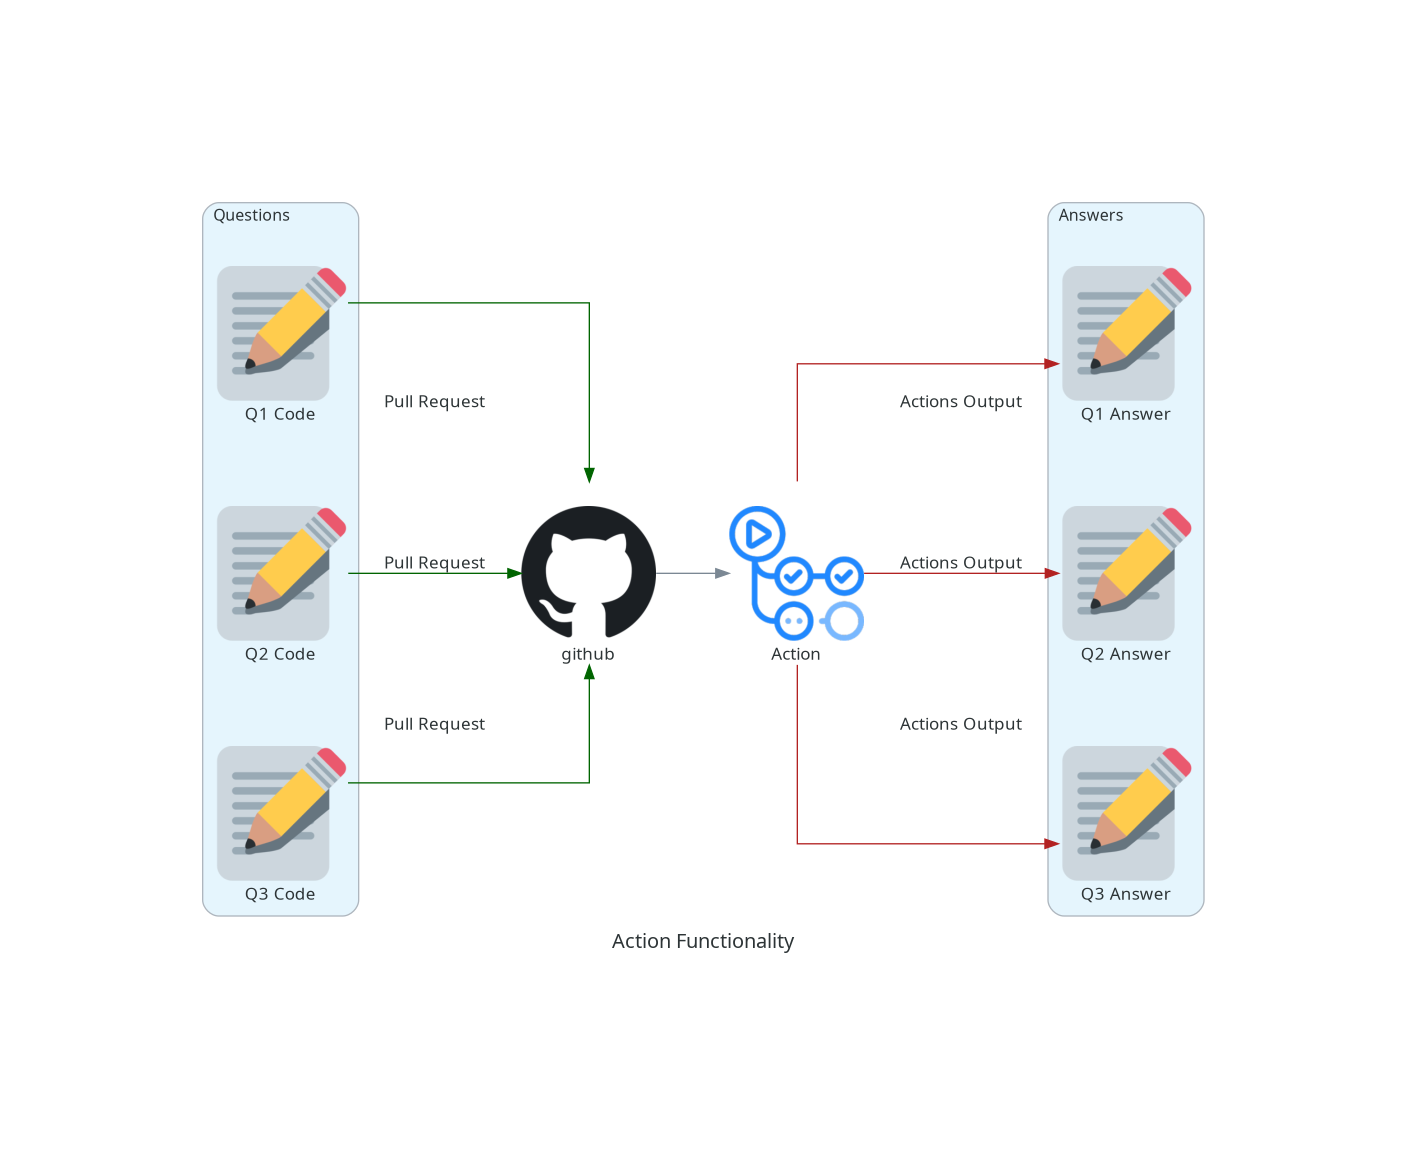 Questions
Answers
Q1 Code
Pull Request
Actions Output
Q1 Answer
Pull Request
Actions Output
Q2 Code
github
Action
Q2 Answer
Pull Request
Actions Output
Q3 Code
Q3 Answer
Action Functionality